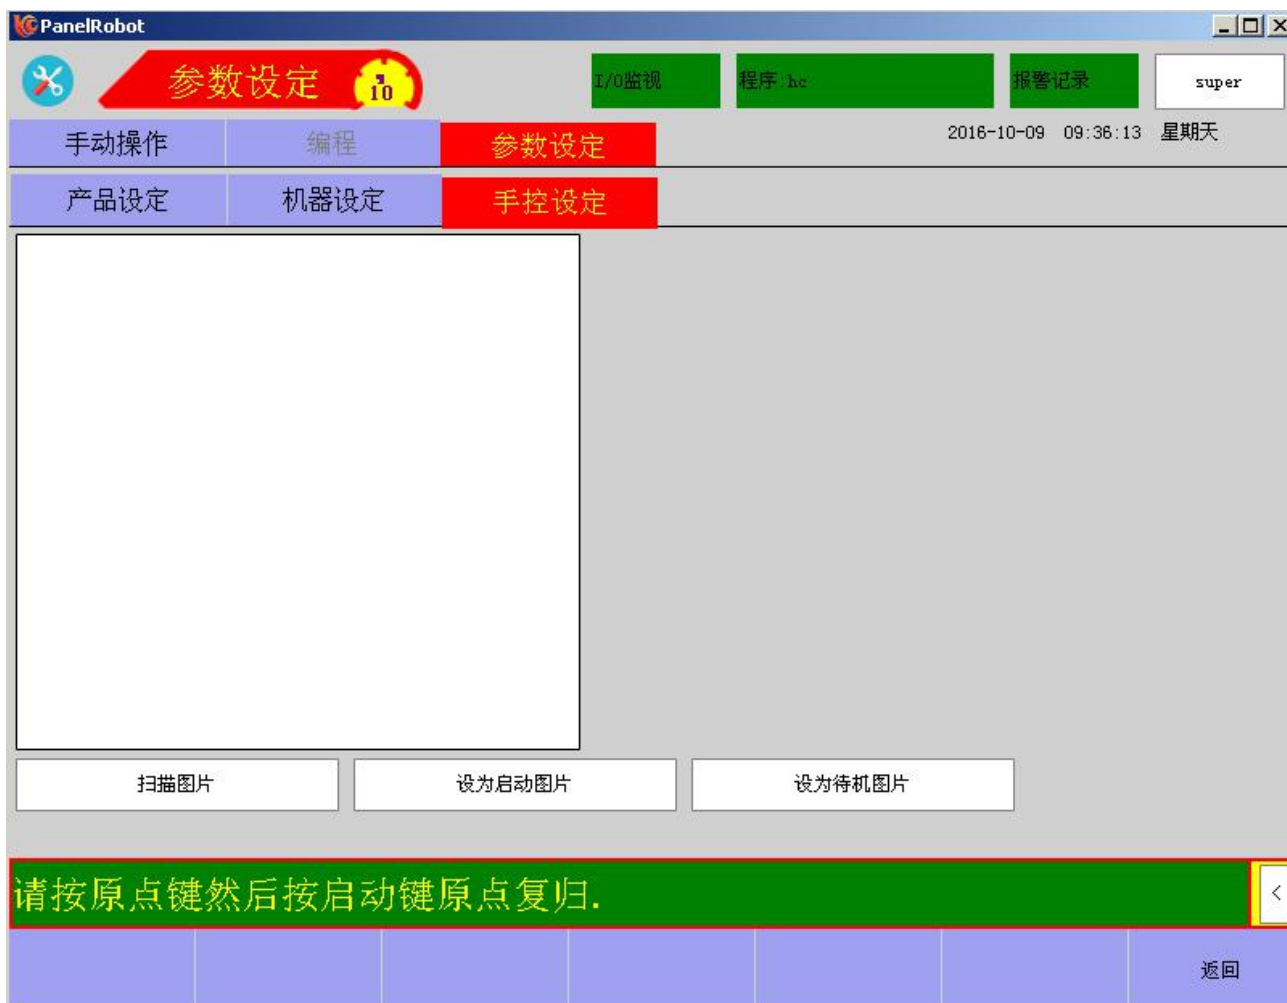 PanelRobot
参数设定 10 I/O监视 程序:hc 报警记录 super
手动操作 编程 参数设定 2016-10-09 09:36:13 星期天
产品设定 机器设定 手控设定
扫描图片 设为启动图片 设为待机图片
请按原点键然后按启动键原点复归. <
返回